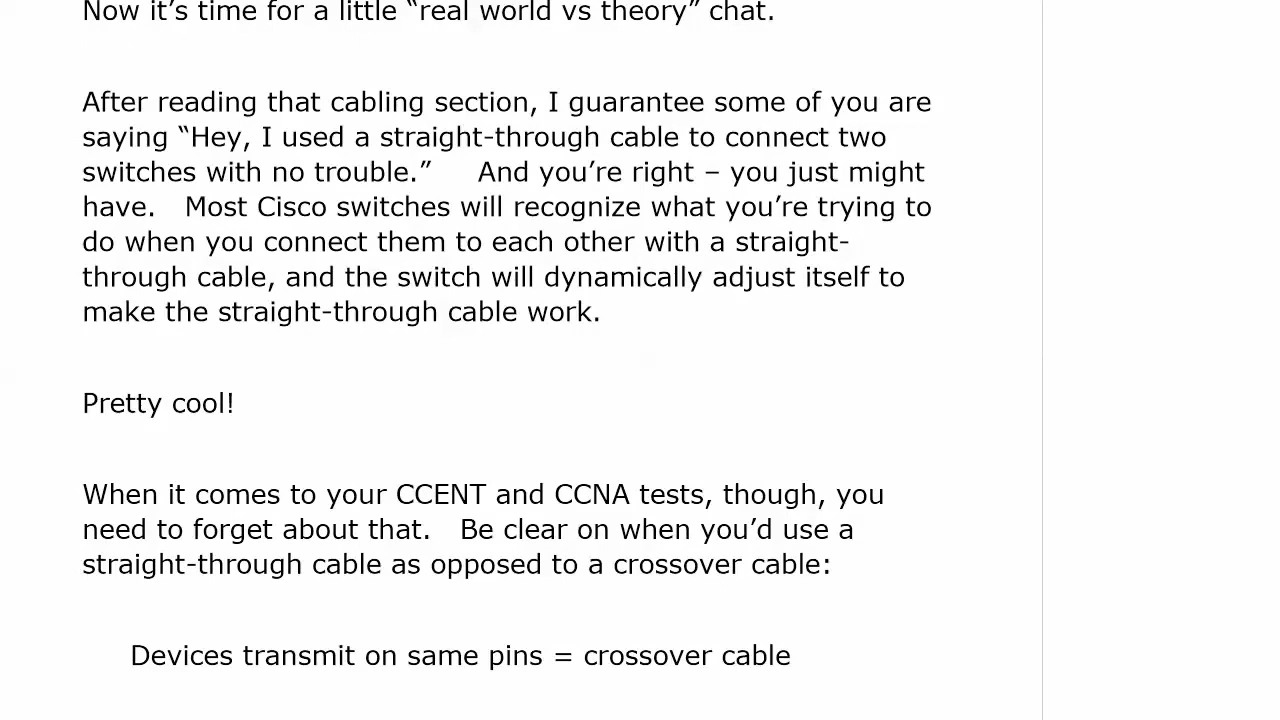 Now it’s time for a little “real world vs theory” chat.
After reading that cabling section, I guarantee some of you are
saying “Hey, I used a straight-through cable to connect two
switches with no trouble.” And you’re right – you just might
have. Most Cisco switches will recognize what you’re trying to
do when you connect them to each other with a straight-
through cable, and the switch will dynamically adjust itself to
make the straight-through cable work.
Pretty cool!
When it comes to your CCENT and CCNA tests, though, you
need to forget about that. Be clear on when you’d use a
straight-through cable as opposed to a crossover cable:
Devices transmit on same pins = crossover cable